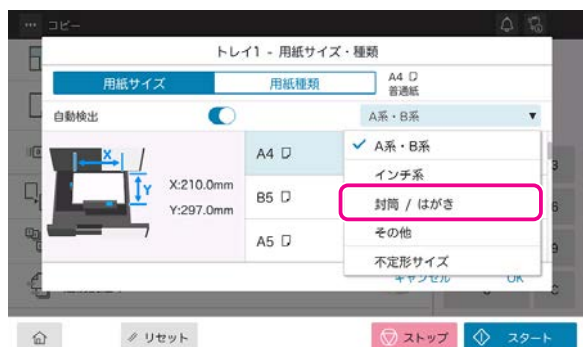 コピー
トレイ1 - 用紙サイズ・種類
用紙サイズ
用紙種類
A4
普通紙
自動検出
A系・B系
X
Y
X:210.0mm
Y:297.0mm
A4
B5
A5
A系・B系
インチ系
封筒 / はがき
その他
不定形サイズ
キャンセル
OK
3
6
9
C
リセット
ストップ
スタート